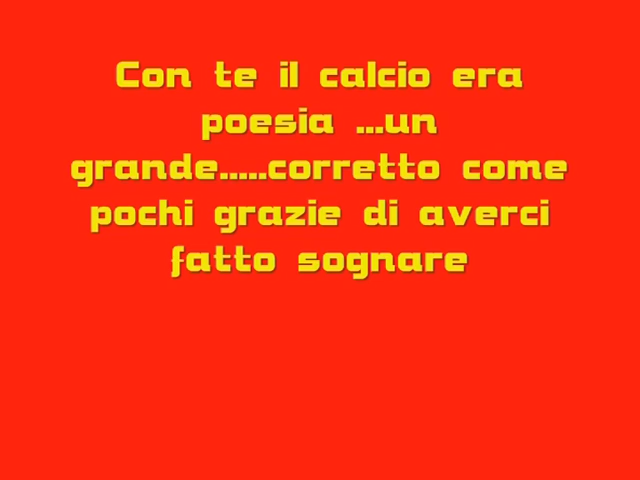 Con te il calcio era
poesia ...un
grande.....corretto come
pochi grazie di averci
fatto sognare